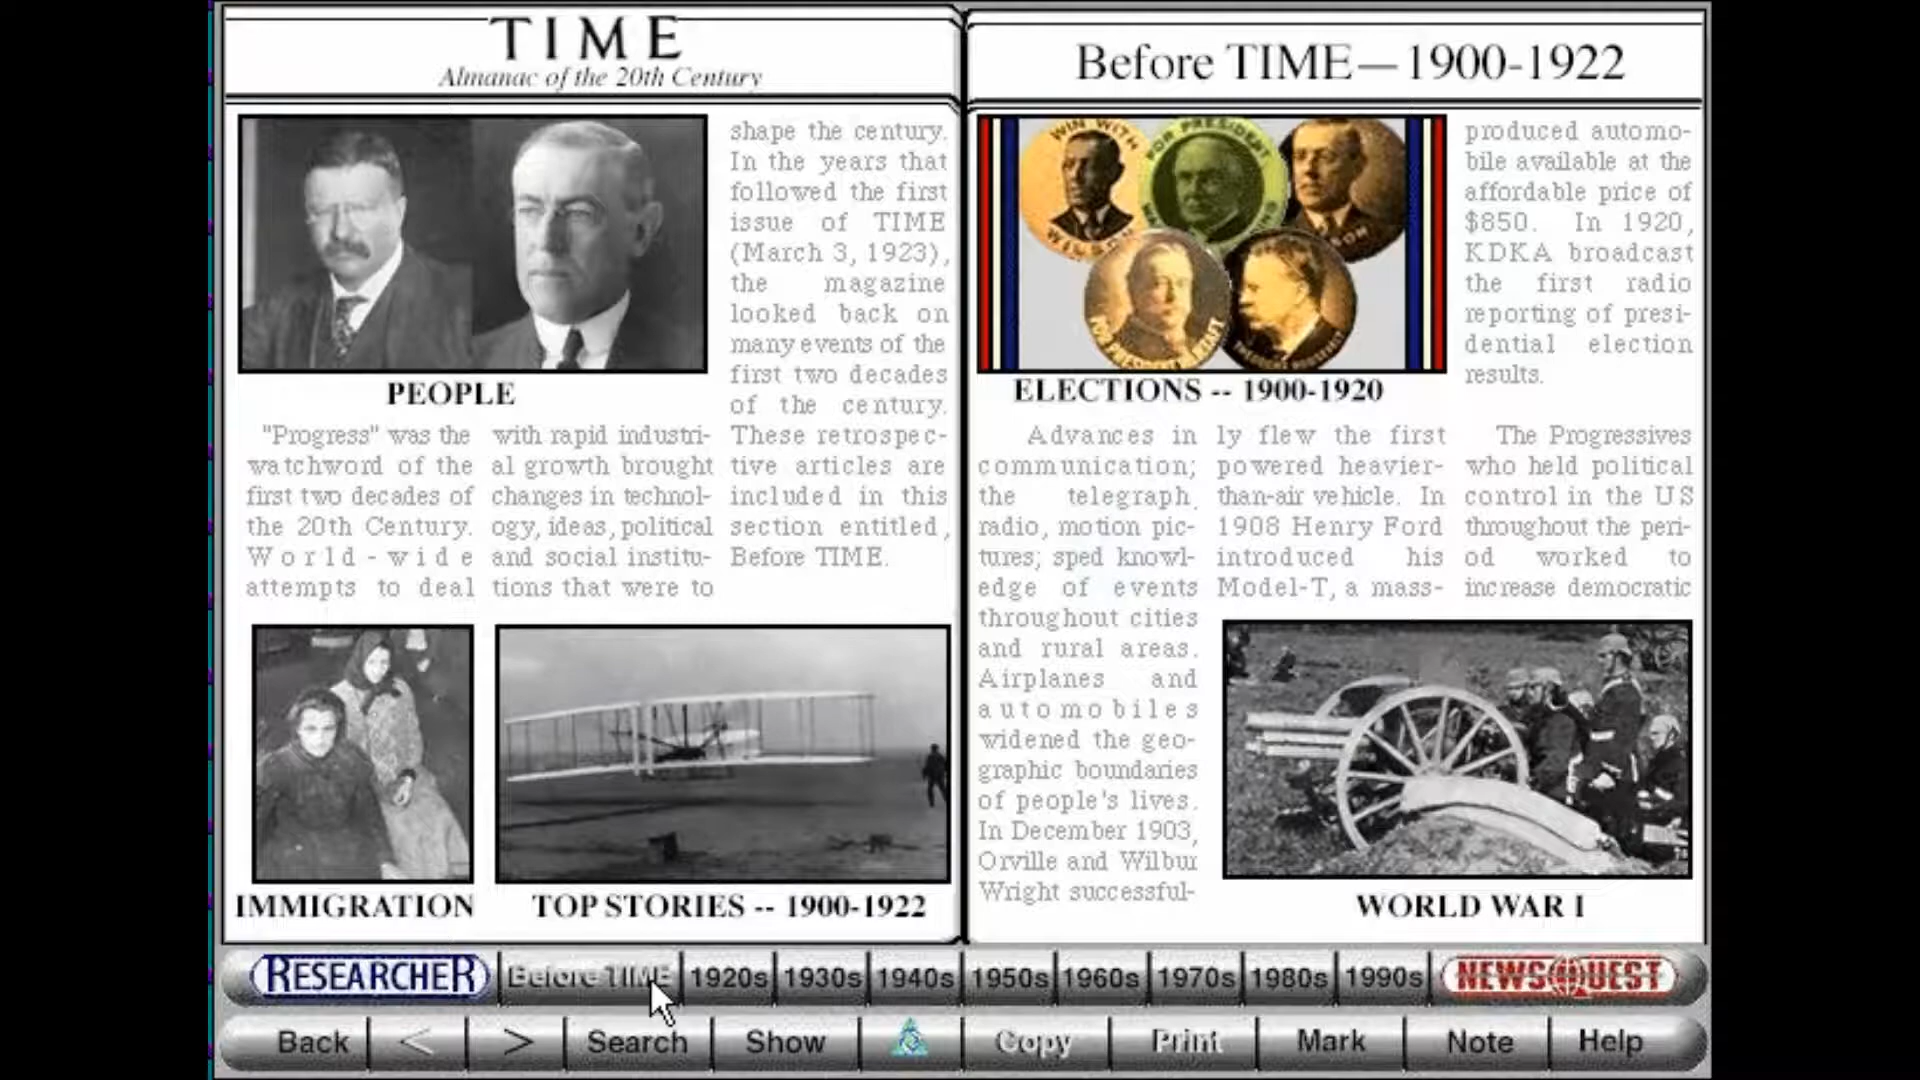 TIME
Almanac of the 20th Century
PEOPLE
"Progress" was the
watchword of the
first two decades of
the 20th Century.
World-wide
attempts to deal
with rapid industri-
al growth brought
changes in technol-
ogy, ideas, political
and social institu-
tions that were to
shape the century.
In the years that
followed the first
issue of TIME
(March 3, 1923),
the magazine
looked back on
many events of the
first two decades
of the century.
These retrospec-
tive articles are
included in this
section entitled,
Before TIME.
IMMIGRATION
TOP STORIES -- 1900-1922
Before TIME—1900-1922
WIN WITH
WILSON
FOR PRESIDENT
ELECTIONS -- 1900-1920
Advances in
communication;
the telegraph,
radio, motion pic-
tures; sped knowl-
edge of events
throughout cities
and rural areas.
Airplanes and
automobiles
widened the geo-
graphic boundaries
of people's lives.
In December 1903,
Orville and Wilbur
Wright successful-
ly flew the first
powered heavier-
than-air vehicle. In
1908 Henry Ford
introduced his
Model-T, a mass-
produced automo-
bile available at the
affordable price of
$850. In 1920,
KDKA broadcast
the first radio
reporting of presi-
dential election
results.
The Progressives
who held political
control in the US
throughout the peri-
od worked to
increase democratic
WORLD WAR I
RESEARCHER Before TIME 1920s 1930s 1940s 1950s 1960s 1970s 1980s 1990s NEWSQUEST
Back < > Search Show Copy Print Mark Note Help